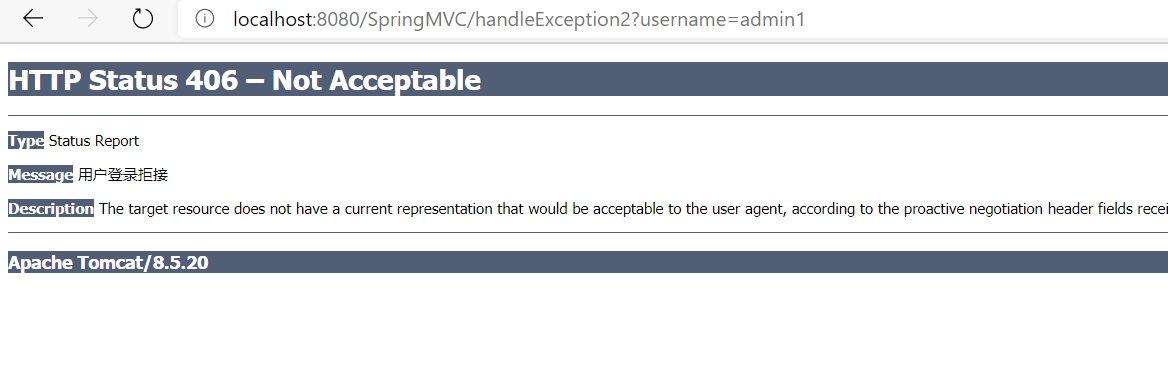 localhost:8080/SpringMVC/handleException2?username=admin1
HTTP Status 406 – Not Acceptable
Type Status Report
Message 用户登录拒接
Description The target resource does not have a current representation that would be acceptable to the user agent, according to the proactive negotiation header fields recei
Apache Tomcat/8.5.20